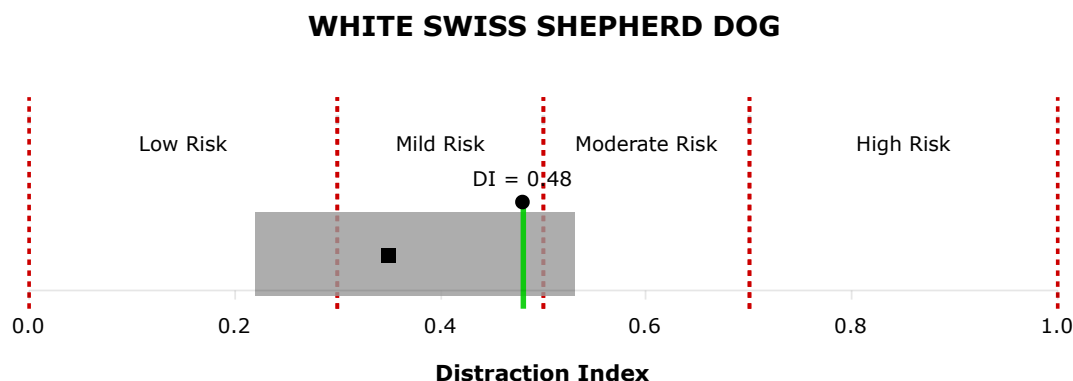 WHITE SWISS SHEPHERD DOG
Low Risk Mild Risk Moderate Risk High Risk
DI = 0.48
0.0 0.2 0.4 0.6 0.8 1.0
Distraction Index